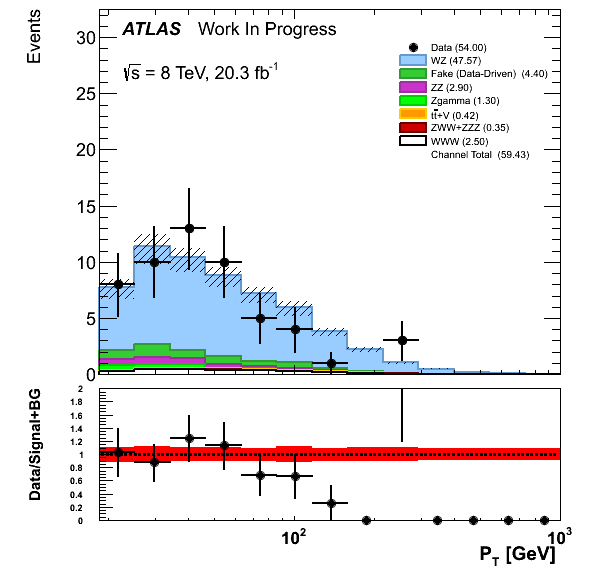 Events
30
25
20
15
10
5
0
ATLAS Work In Progress
√s = 8 TeV, 20.3 fb-1
Data (54.00)
WZ (47.57)
Fake (Data-Driven) (4.40)
ZZ (2.90)
Zgamma (1.30)
tt̄+V (0.42)
ZWW+ZZZ (0.35)
WWW (2.50)
Channel Total (59.43)
Data/Signal+BG
2
1.8
1.6
1.4
1.2
1
0.8
0.6
0.4
0.2
0
10²
10³
PT [GeV]